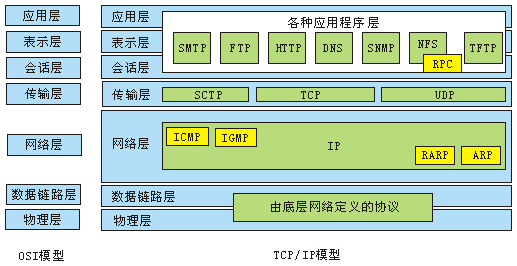 应用层
表示层
会话层
传输层
网络层
数据链路层
物理层
OSI模型
应用层
各种应用程序层
表示层
SMTP FTP HTTP DNS SNMP NFS TFTP
会话层
RPC
传输层 SCTP TCP UDP
网络层
ICMP IGMP IP
RARP ARP
数据链路层
由底层网络定义的协议
物理层
TCP/IP模型